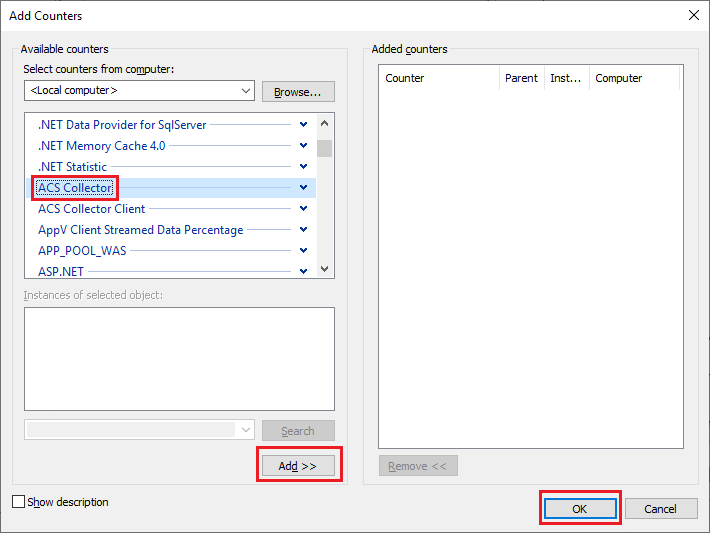 Add Counters
Available counters
Select counters from computer:
<Local computer>
Browse...
.NET Data Provider for SqlServer
.NET Memory Cache 4.0
.NET Statistic
ACS Collector
ACS Collector Client
AppV Client Streamed Data Percentage
APP_POOL_WAS
ASP.NET
Instances of selected object:
Search
Add >>
Show description
Added counters
Counter Parent Inst... Computer
Remove <<
OK
Cancel